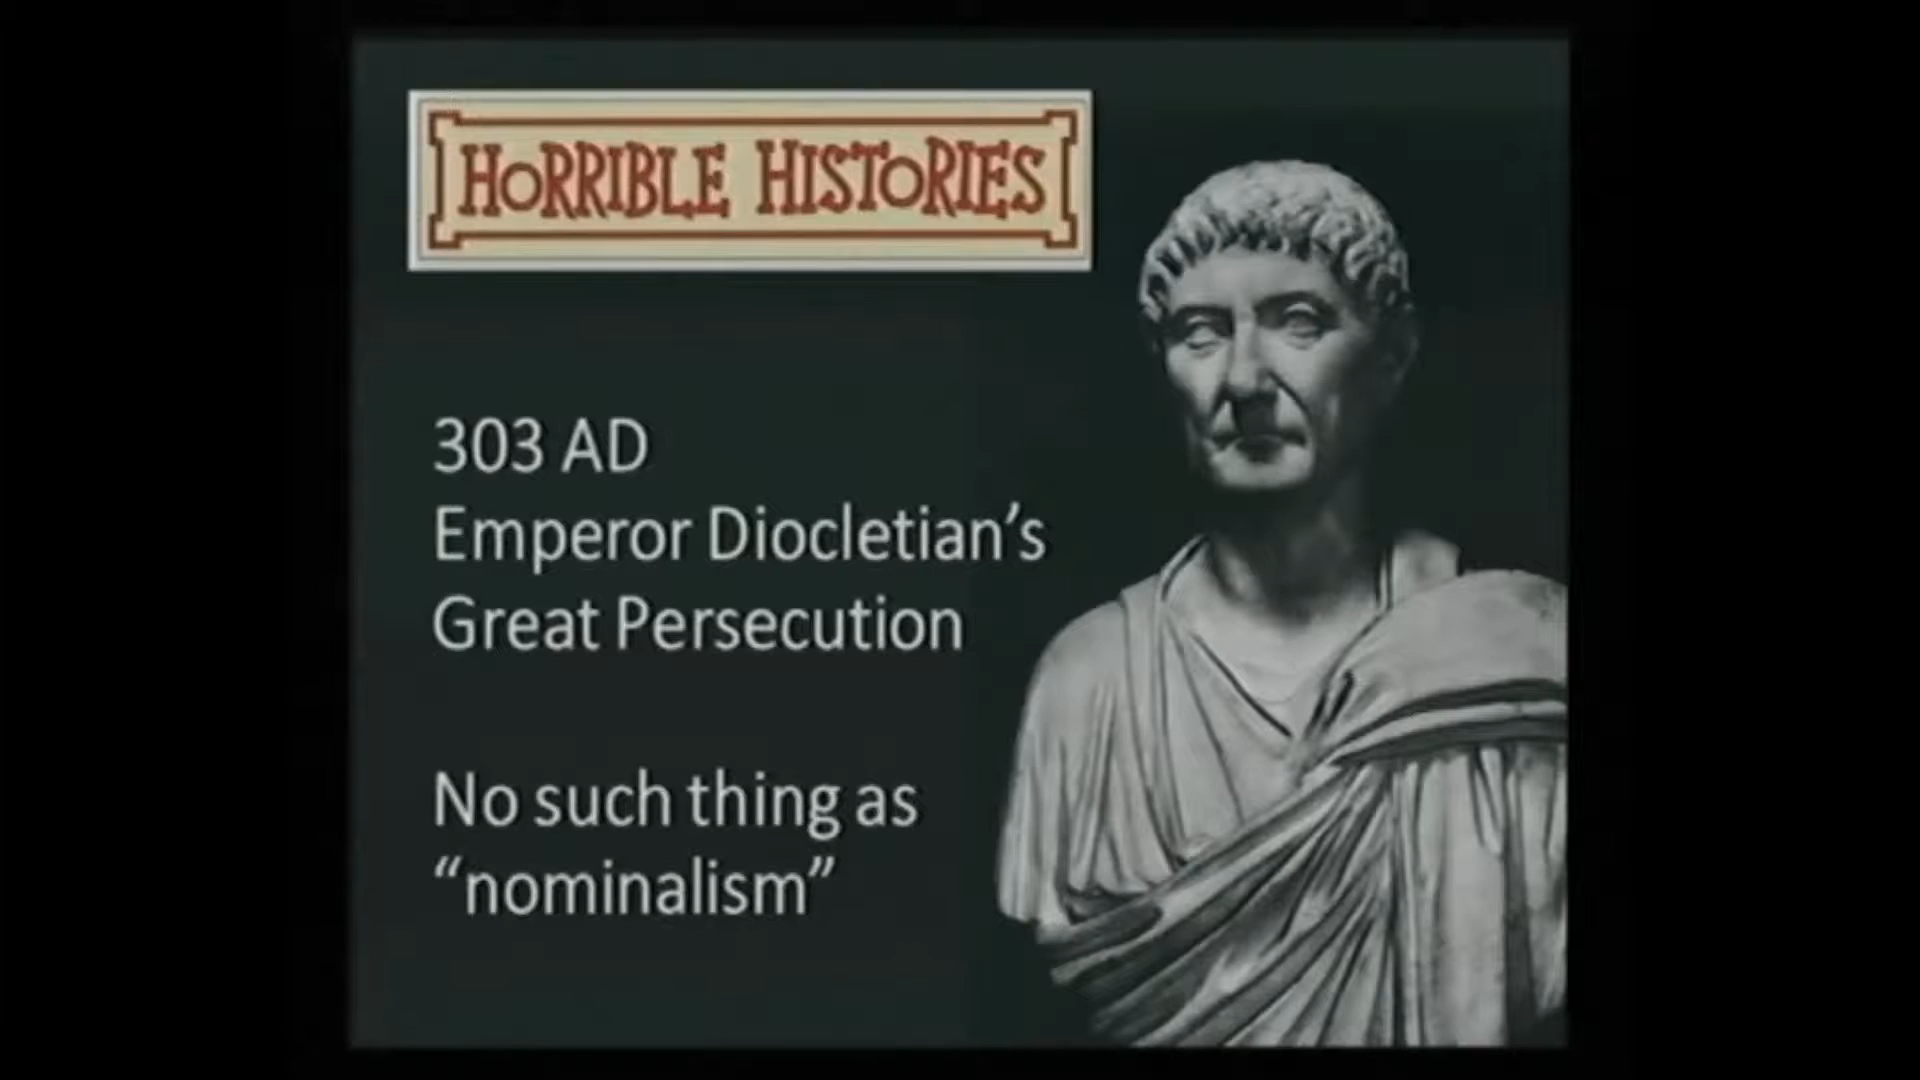 HORRIBLE HISTORIES
303 AD
Emperor Diocletian’s
Great Persecution
No such thing as
“nominalism”